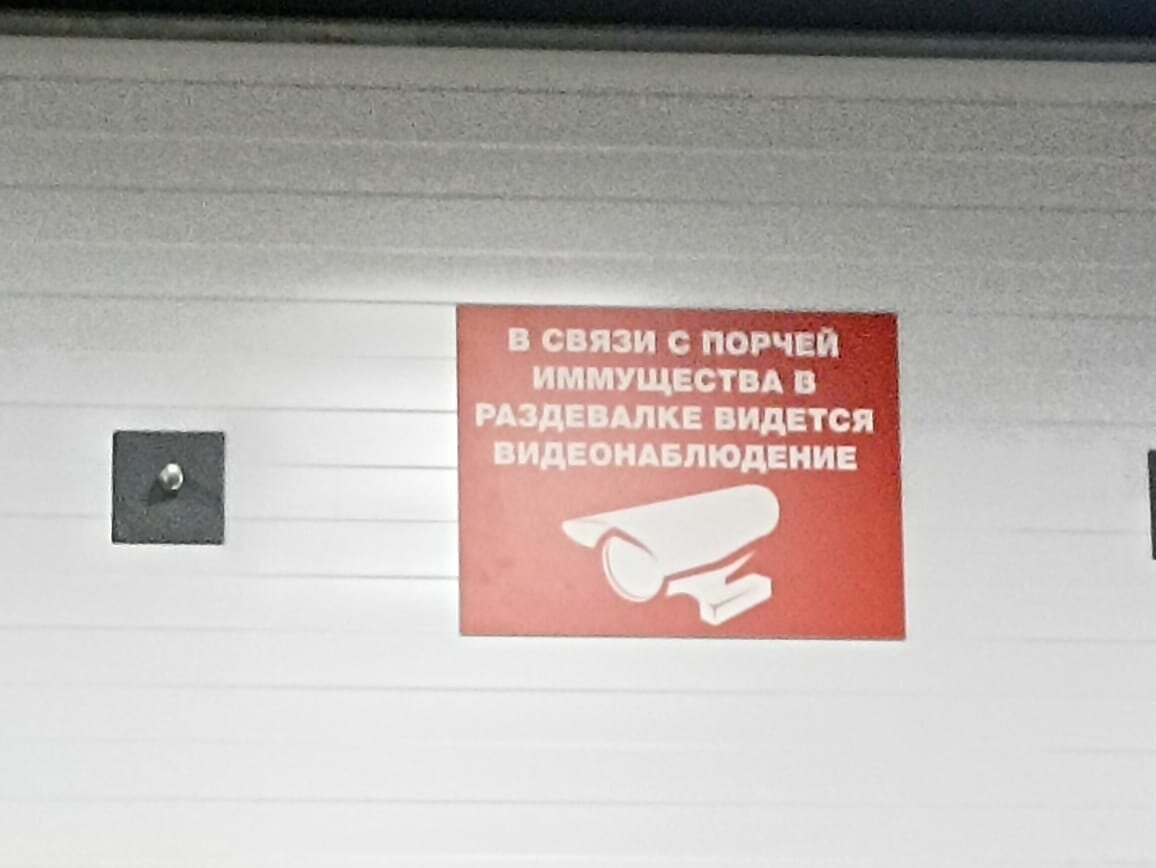 В СВЯЗИ С ПОРЧЕЙ
ИММУЩЕСТВА В
РАЗДЕВАЛКЕ ВИДЕТСЯ
ВИДЕОНАБЛЮДЕНИЕ